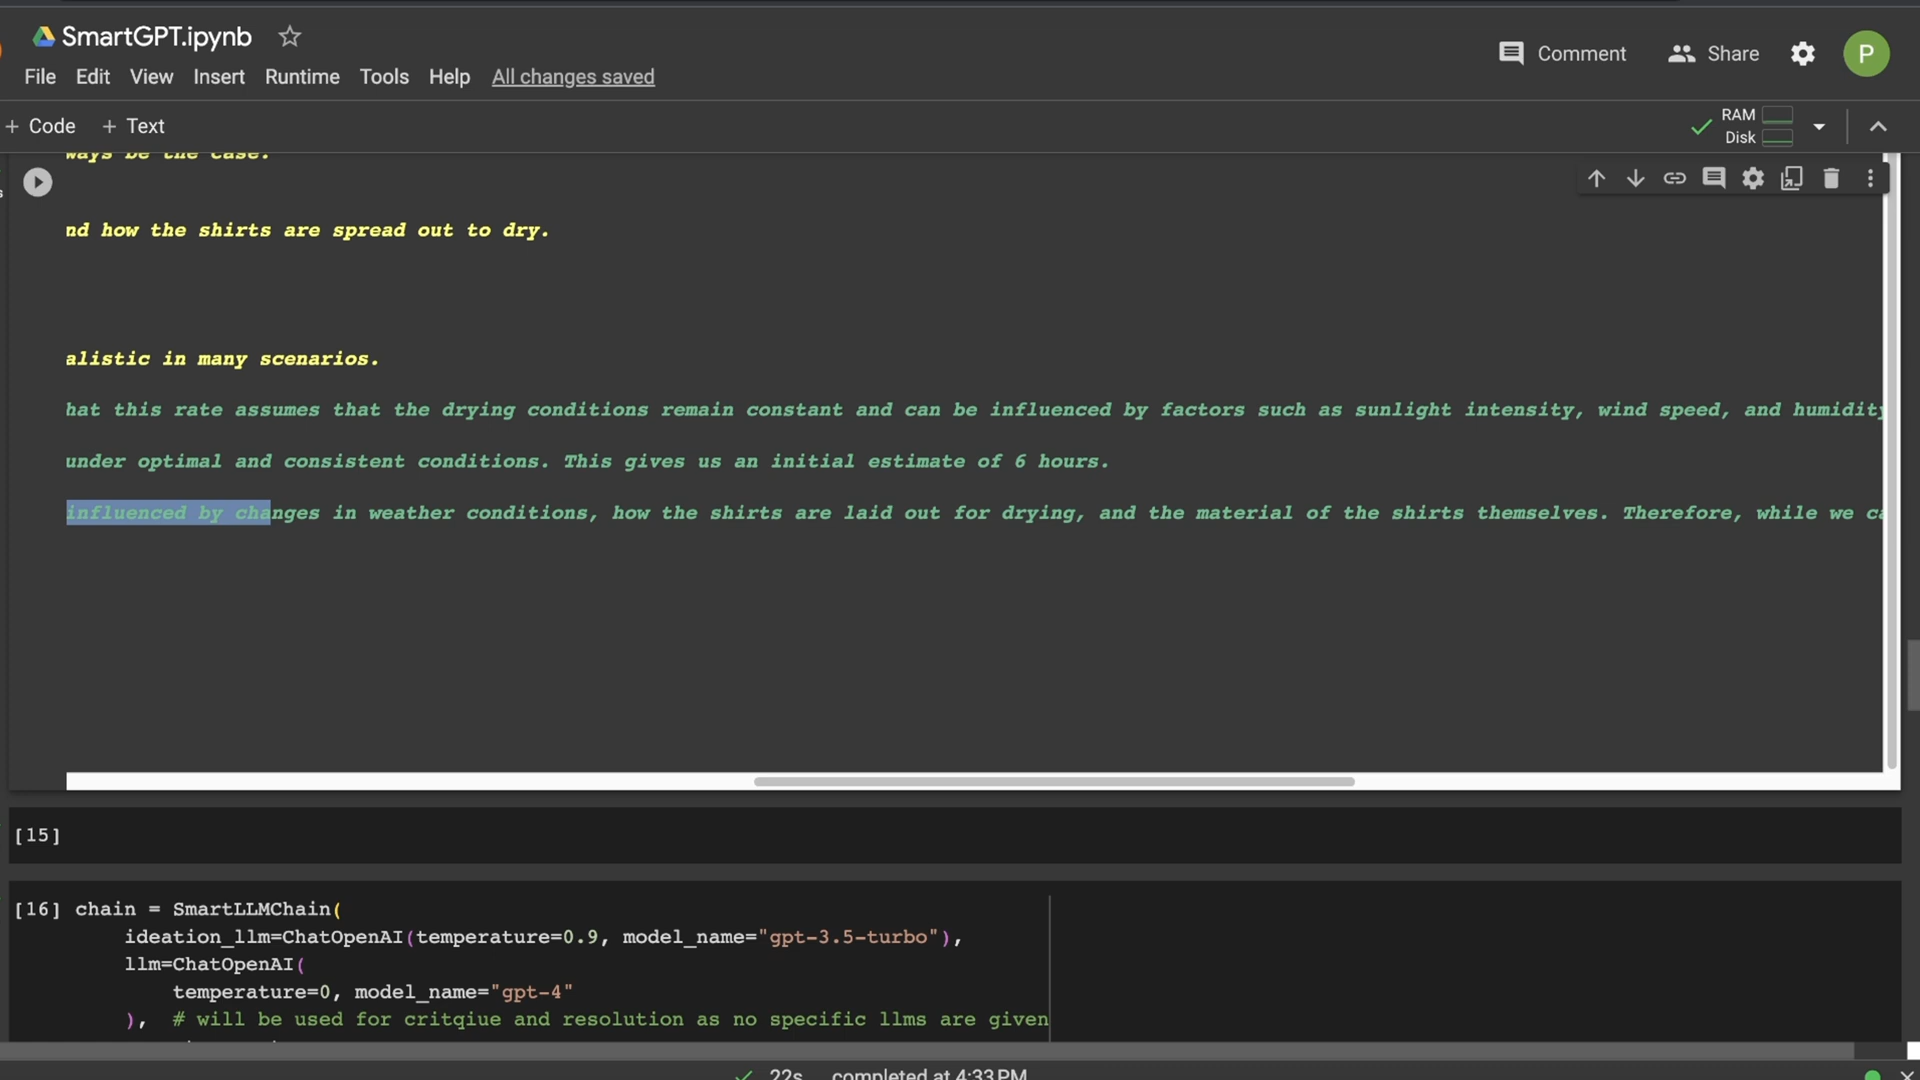 SmartGPT.ipynb
Comment
Share
P
File Edit View Insert Runtime Tools Help All changes saved
+ Code + Text
RAM
Disk
ways be the case.
nd how the shirts are spread out to dry.
alistic in many scenarios.
hat this rate assumes that the drying conditions remain constant and can be influenced by factors such as sunlight intensity, wind speed, and humidity
under optimal and consistent conditions. This gives us an initial estimate of 6 hours.
influenced by changes in weather conditions, how the shirts are laid out for drying, and the material of the shirts themselves. Therefore, while we ca
[15]
[16] chain = SmartLLMChain(
ideation_llm=ChatOpenAI(temperature=0.9, model_name="gpt-3.5-turbo"),
llm=ChatOpenAI(
temperature=0, model_name="gpt-4"
), # will be used for critqiue and resolution as no specific llms are given
22s completed at 4:33 PM